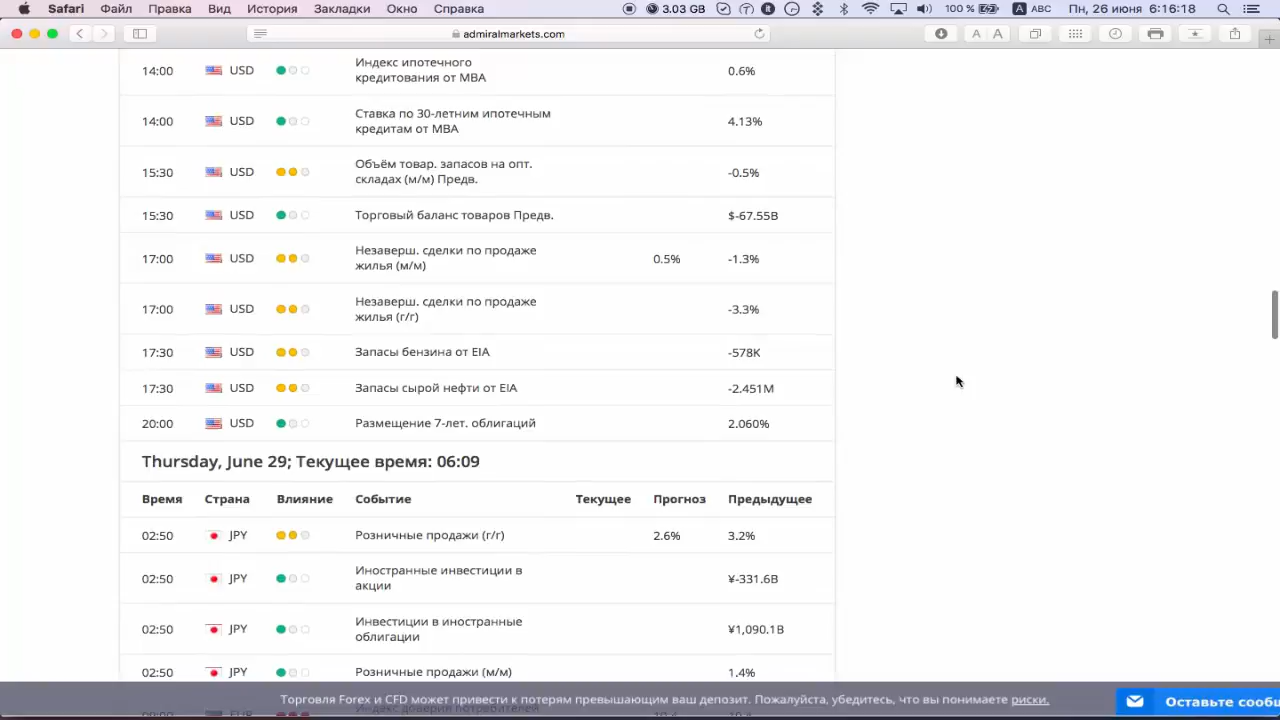 Safari Файл Правка Вид История Закладки Окно Справка 3.03 GB 100 % A ABC Пн, 26 июня 6:16:18
admiralmarkets.com A A
14:00 USD Индекс ипотечного
кредитования от MBA 0.6%
14:00 USD Ставка по 30-летним ипотечным
кредитам от MBA 4.13%
15:30 USD Объём товар. запасов на опт.
складах (м/м) Предв. -0.5%
15:30 USD Торговый баланс товаров Предв. $-67.55B
17:00 USD Незаверш. сделки по продаже
жилья (м/м) 0.5% -1.3%
17:00 USD Незаверш. сделки по продаже
жилья (г/г) -3.3%
17:30 USD Запасы бензина от EIA -578K
17:30 USD Запасы сырой нефти от EIA -2.451M
20:00 USD Размещение 7-лет. облигаций 2.060%
Thursday, June 29; Текущее время: 06:09
Время Страна Влияние Событие Текущее Прогноз Предыдущее
02:50 JPY Розничные продажи (г/г) 2.6% 3.2%
02:50 JPY Иностранные инвестиции в
акции ¥-331.6B
02:50 JPY Инвестиции в иностранные
облигации ¥1,090.1B
02:50 JPY Розничные продажи (м/м) 1.4%
Торговля Forex и CFD может привести к потерям превышающим ваш депозит. Пожалуйста, убедитесь, что вы понимаете риски.
Оставьте сооб